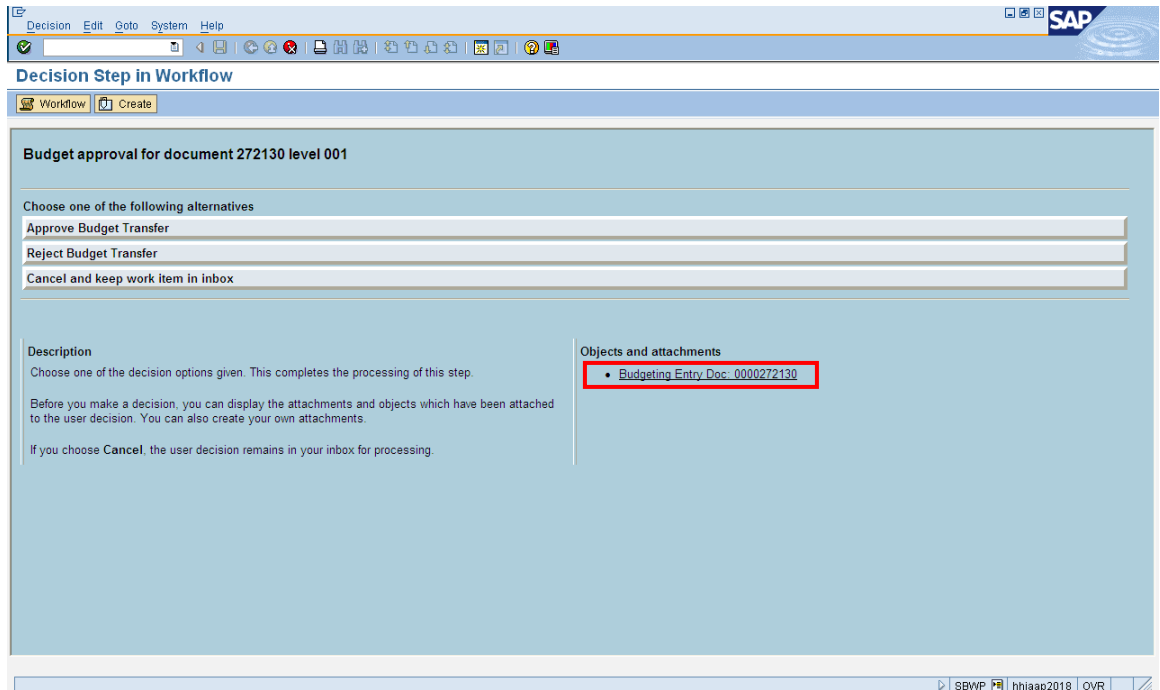 Decision Edit Goto System Help
SAP
Decision Step in Workflow
Workflow Create
Budget approval for document 272130 level 001
Choose one of the following alternatives
Approve Budget Transfer
Reject Budget Transfer
Cancel and keep work item in inbox
Description
Choose one of the decision options given. This completes the processing of this step.
Before you make a decision, you can display the attachments and objects which have been attached
to the user decision. You can also create your own attachments.
If you choose Cancel, the user decision remains in your inbox for processing.
Objects and attachments
• Budgeting Entry Doc: 0000272130
SBWP hhiaap2018 OVR